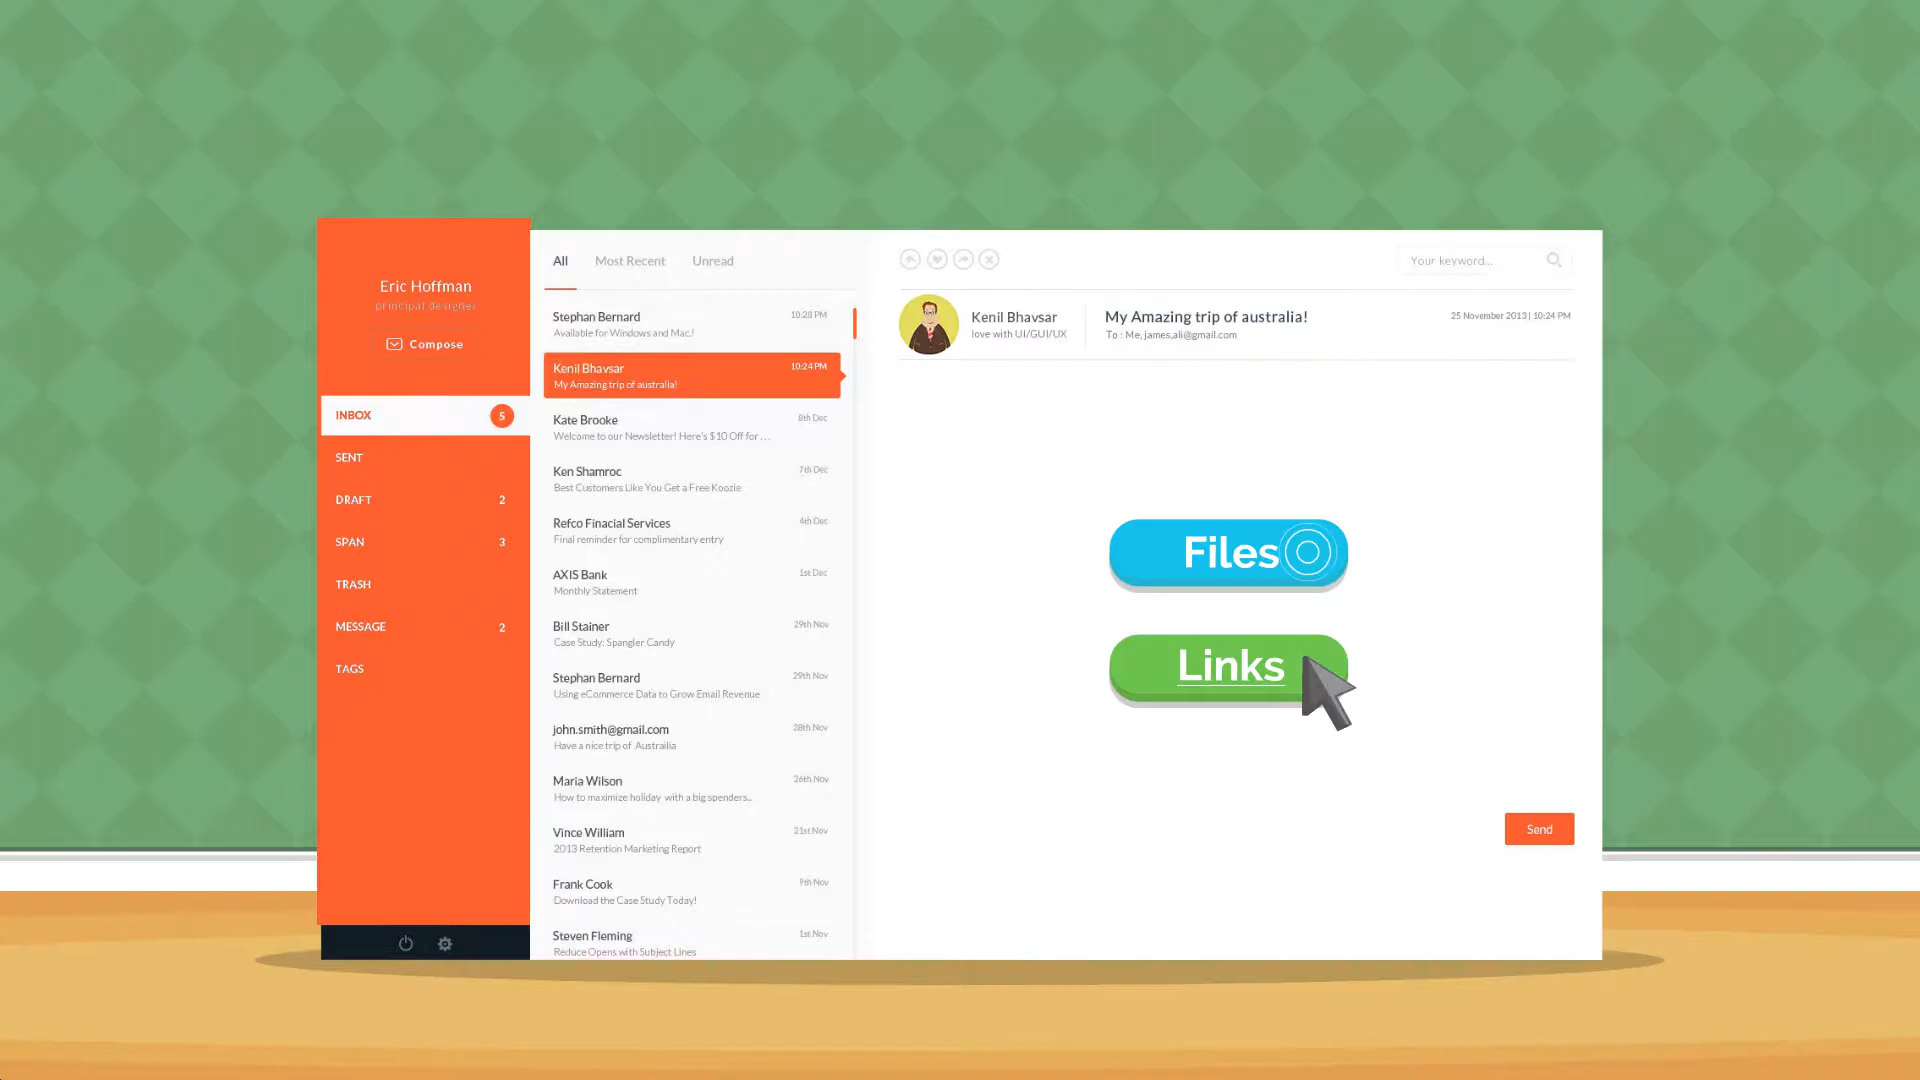 Eric Hoffman
principal designer
Compose
INBOX 5
SENT
DRAFT 2
SPAN 3
TRASH
MESSAGE 2
TAGS
All Most Recent Unread
Stephan Bernard 10:28 PM
Available for Windows and Mac.!
Kenil Bhavsar 10:24 PM
My Amazing trip of australia!
Kate Brooke 8th Dec
Welcome to our Newsletter! Here's $10 Off for . . .
Ken Shamroc 7th Dec
Best Customers Like You Get a Free Koozie
Refco Finacial Services 4th Dec
Final reminder for complimentary entry
AXIS Bank 1st Dec
Monthly Statement
Bill Stainer 29th Nov
Case Study: Spangler Candy
Stephan Bernard 29th Nov
Using eCommerce Data to Grow Email Revenue
john.smith@gmail.com 28th Nov
Have a nice trip of Austrailia
Maria Wilson 26th Nov
How to maximize holiday with a big spenders...
Vince William 21st Nov
2013 Retention Marketing Report
Frank Cook 9th Nov
Download the Case Study Today!
Steven Fleming 1st Nov
Reduce Opens with Subject Lines
Your keyword...
Kenil Bhavsar
love with UI/GUI/UX
My Amazing trip of australia!
To : Me, james,ali@gmail.com
25 November 2013 | 10:24 PM
Files
Links
Send